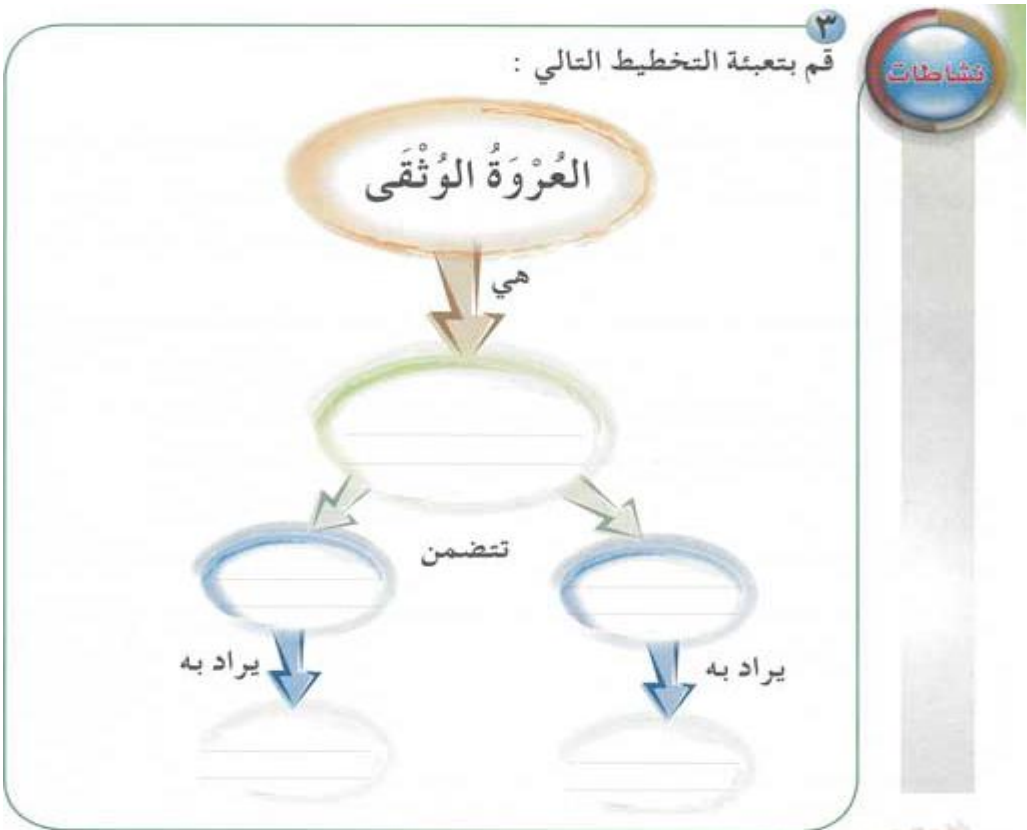 ٣
نشاطات
قم بتعبئة التخطيط التالي :
العُرْوَةُ الوُثْقَى
هي
تتضمن
يراد به
يراد به